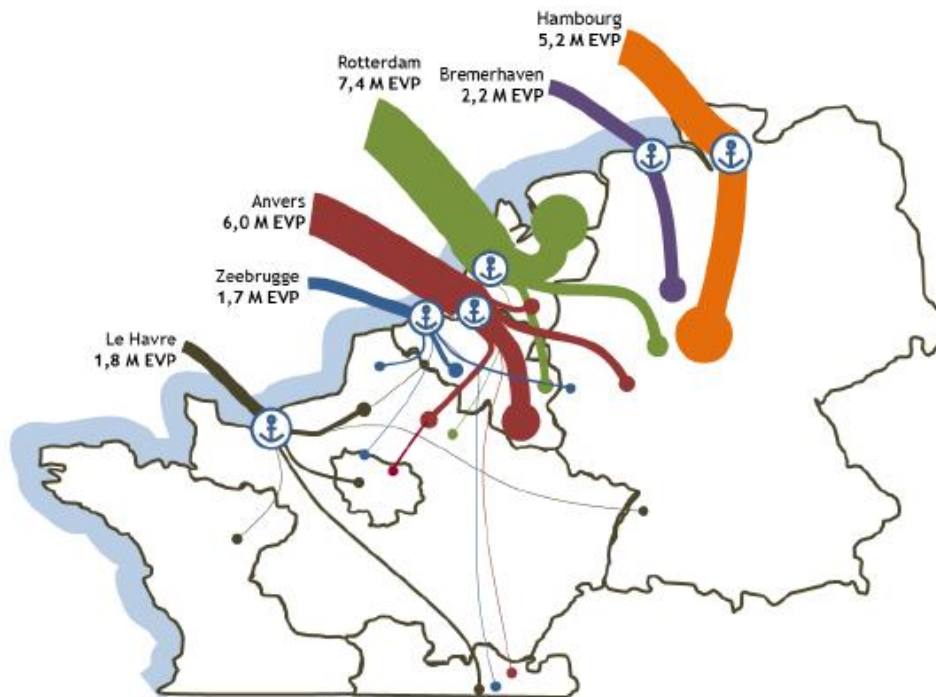 Hambourg
5,2 M EVP
Rotterdam
7,4 M EVP
Bremerhaven
2,2 M EVP
Anvers
6,0 M EVP
Zeebrugge
1,7 M EVP
Le Havre
1,8 M EVP